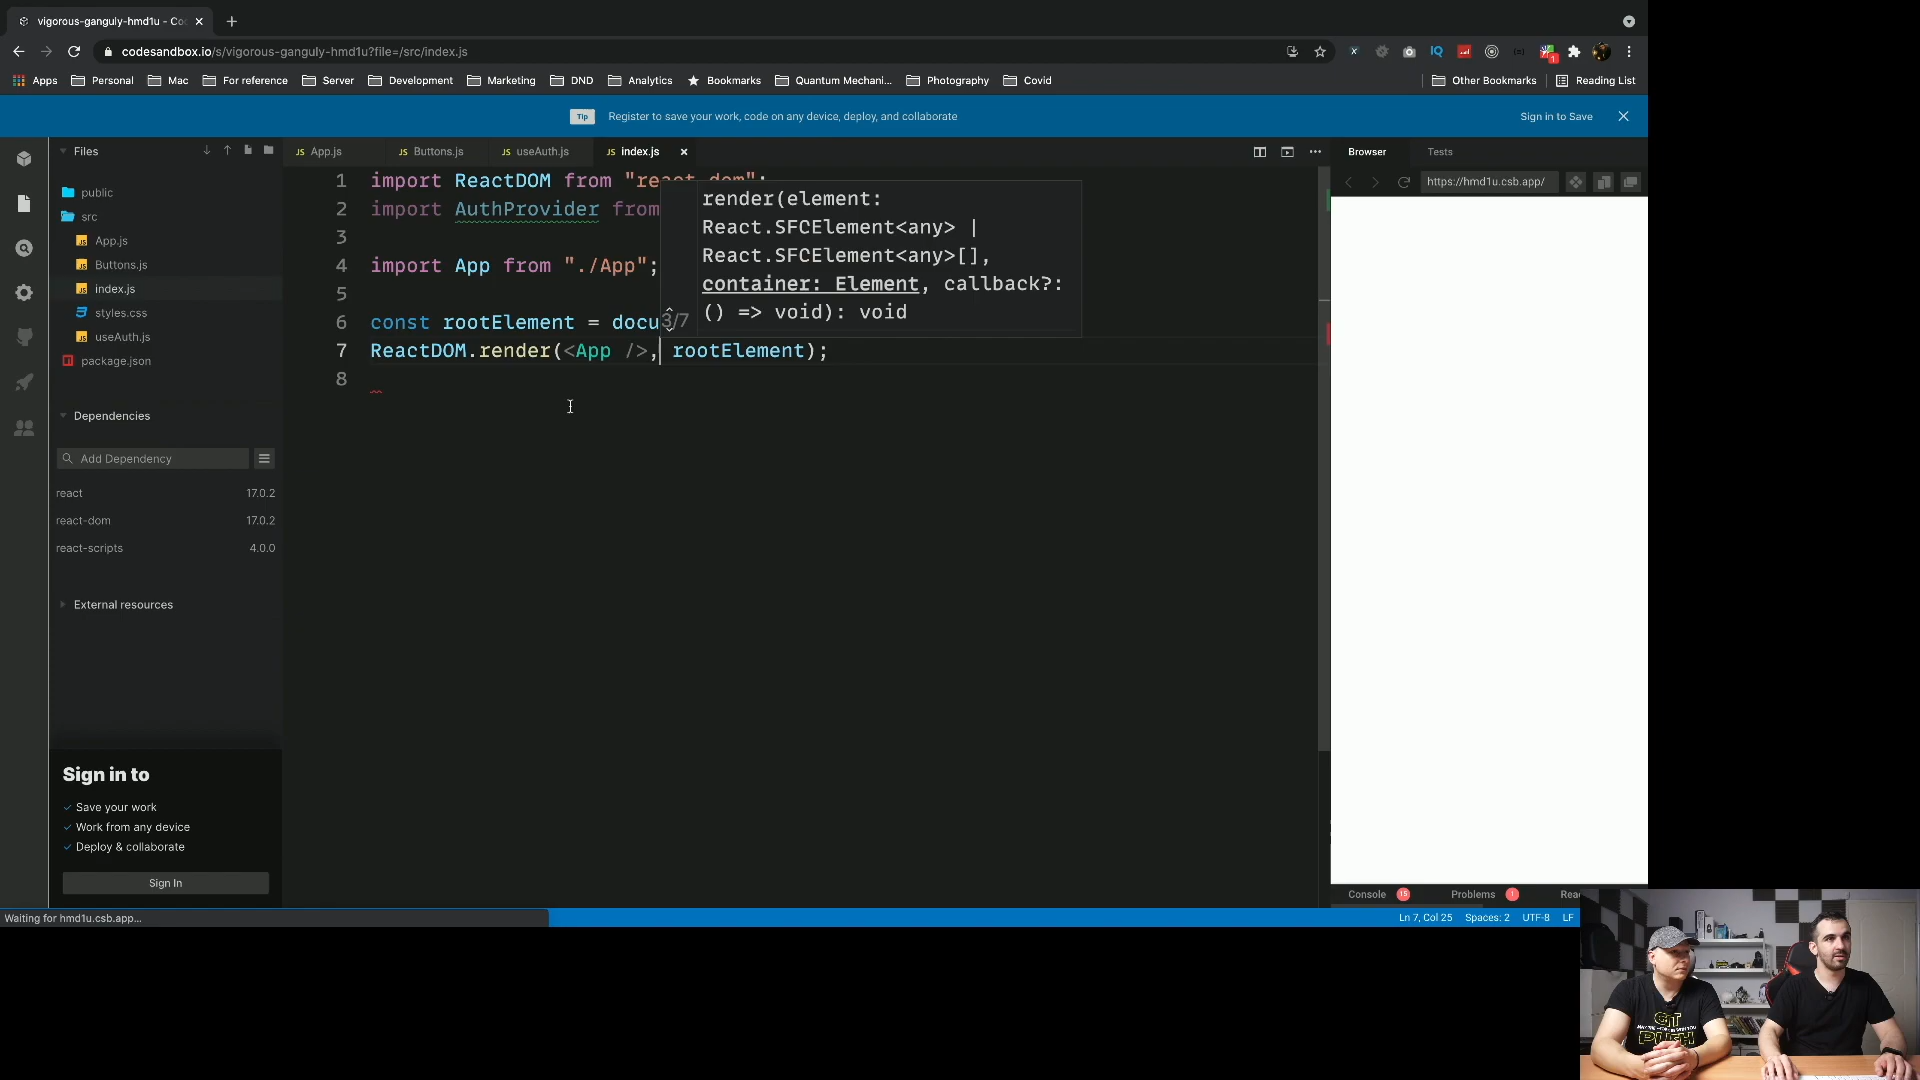 vigorous-ganguly-hmd1u - Co
codesandbox.io/s/vigorous-ganguly-hmd1u?file=/src/index.js
Apps Personal Mac For reference Server Development Marketing DND Analytics Bookmarks Quantum Mechani... Photography Covid Other Bookmarks Reading List
Tip Register to save your work, code on any device, deploy, and collaborate Sign in to Save
Files
public
src
App.js
Buttons.js
index.js
styles.css
useAuth.js
package.json
Dependencies
Add Dependency
react 17.0.2
react-dom 17.0.2
react-scripts 4.0.0
External resources
Sign in to
Save your work
Work from any device
Deploy & collaborate
Sign In
JS App.js JS Buttons.js JS useAuth.js JS index.js
1 import ReactDOM from "react-dom";
2 import AuthProvider from
3
4 import App from "./App";
5
6 const rootElement = docu
7 ReactDOM.render(<App />, rootElement);
8
3/7
render(element:
React.SFCElement<any> |
React.SFCElement<any>[],
container: Element, callback?:
() => void): void
Browser Tests
https://hmd1u.csb.app/
Console 15 Problems 1 Rea
Waiting for hmd1u.csb.app...
Ln 7, Col 25 Spaces: 2 UTF-8 LF
GIT
PUSH